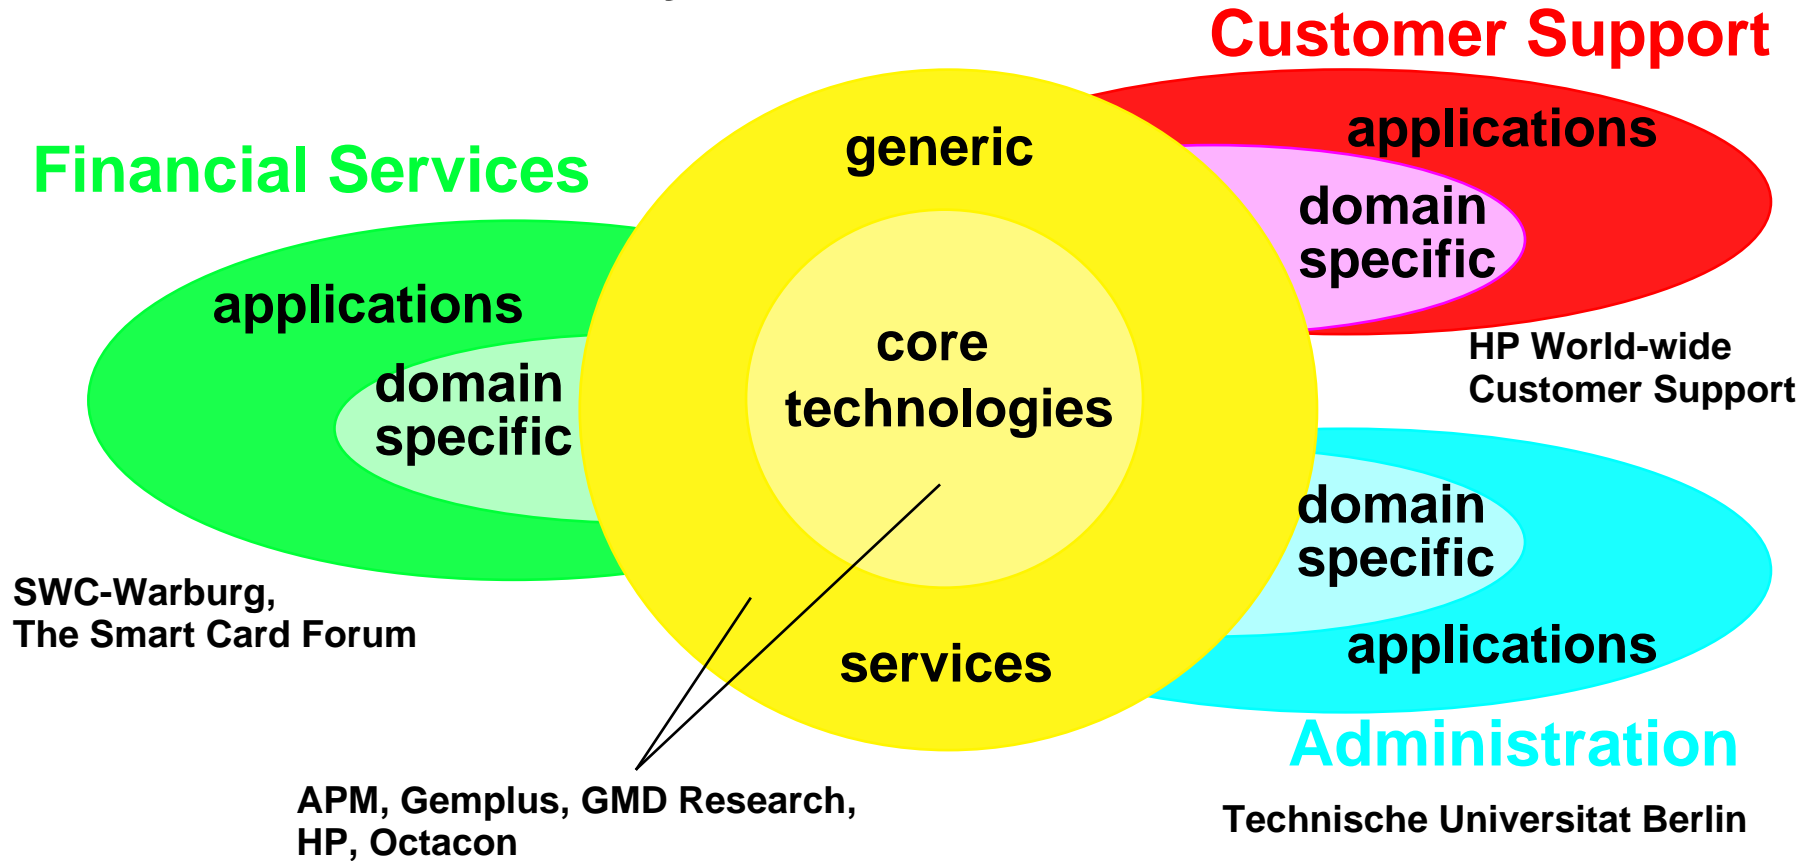 Customer Support
applications
domain
specific
HP World-wide
Customer Support
Financial Services
applications
domain
specific
SWC-Warburg,
The Smart Card Forum
generic
core
technologies
services
APM, Gemplus, GMD Research,
HP, Octacon
domain
specific
applications
Administration
Technische Universitat Berlin